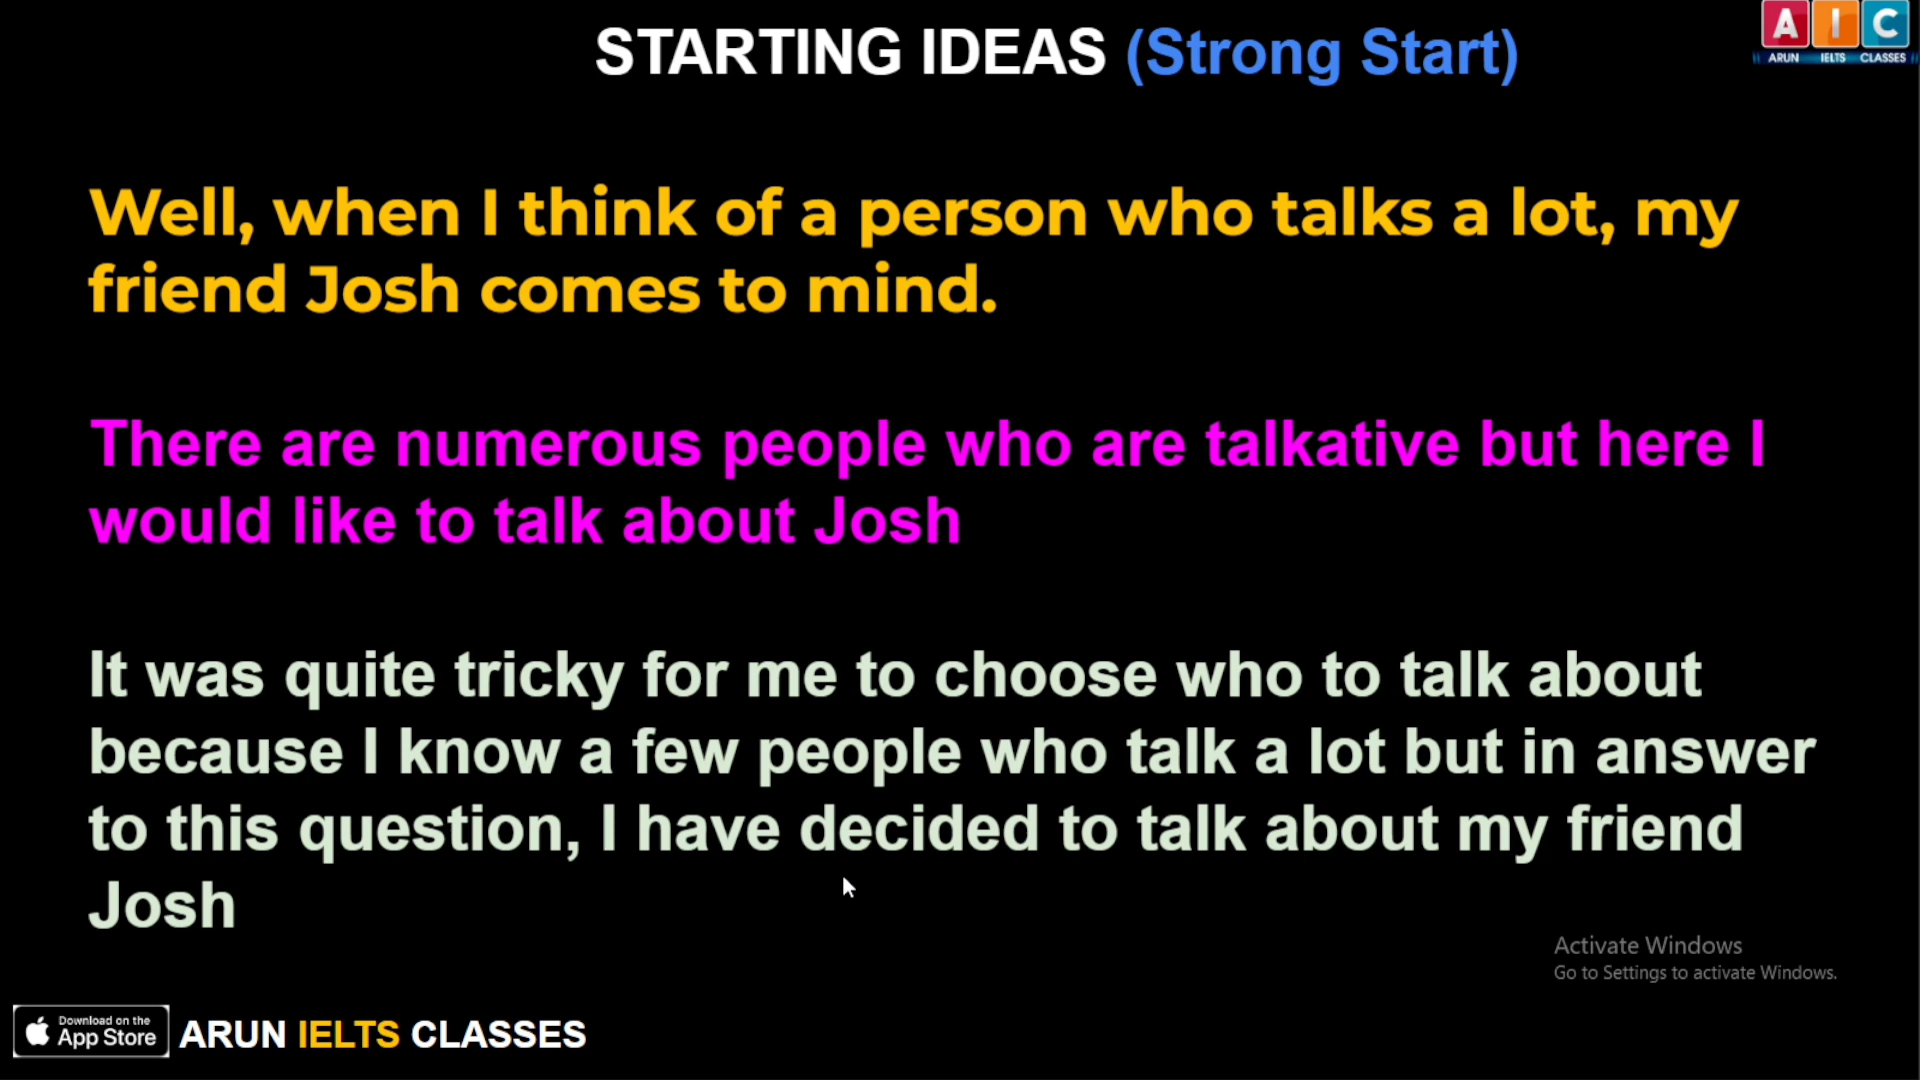 STARTING IDEAS (Strong Start)
A I C
ARUN IELTS CLASSES
Well, when I think of a person who talks a lot, my
friend Josh comes to mind.
There are numerous people who are talkative but here I
would like to talk about Josh
It was quite tricky for me to choose who to talk about
because I know a few people who talk a lot but in answer
to this question, I have decided to talk about my friend
Josh
Activate Windows
Go to Settings to activate Windows.
Download on the
App Store
ARUN IELTS CLASSES